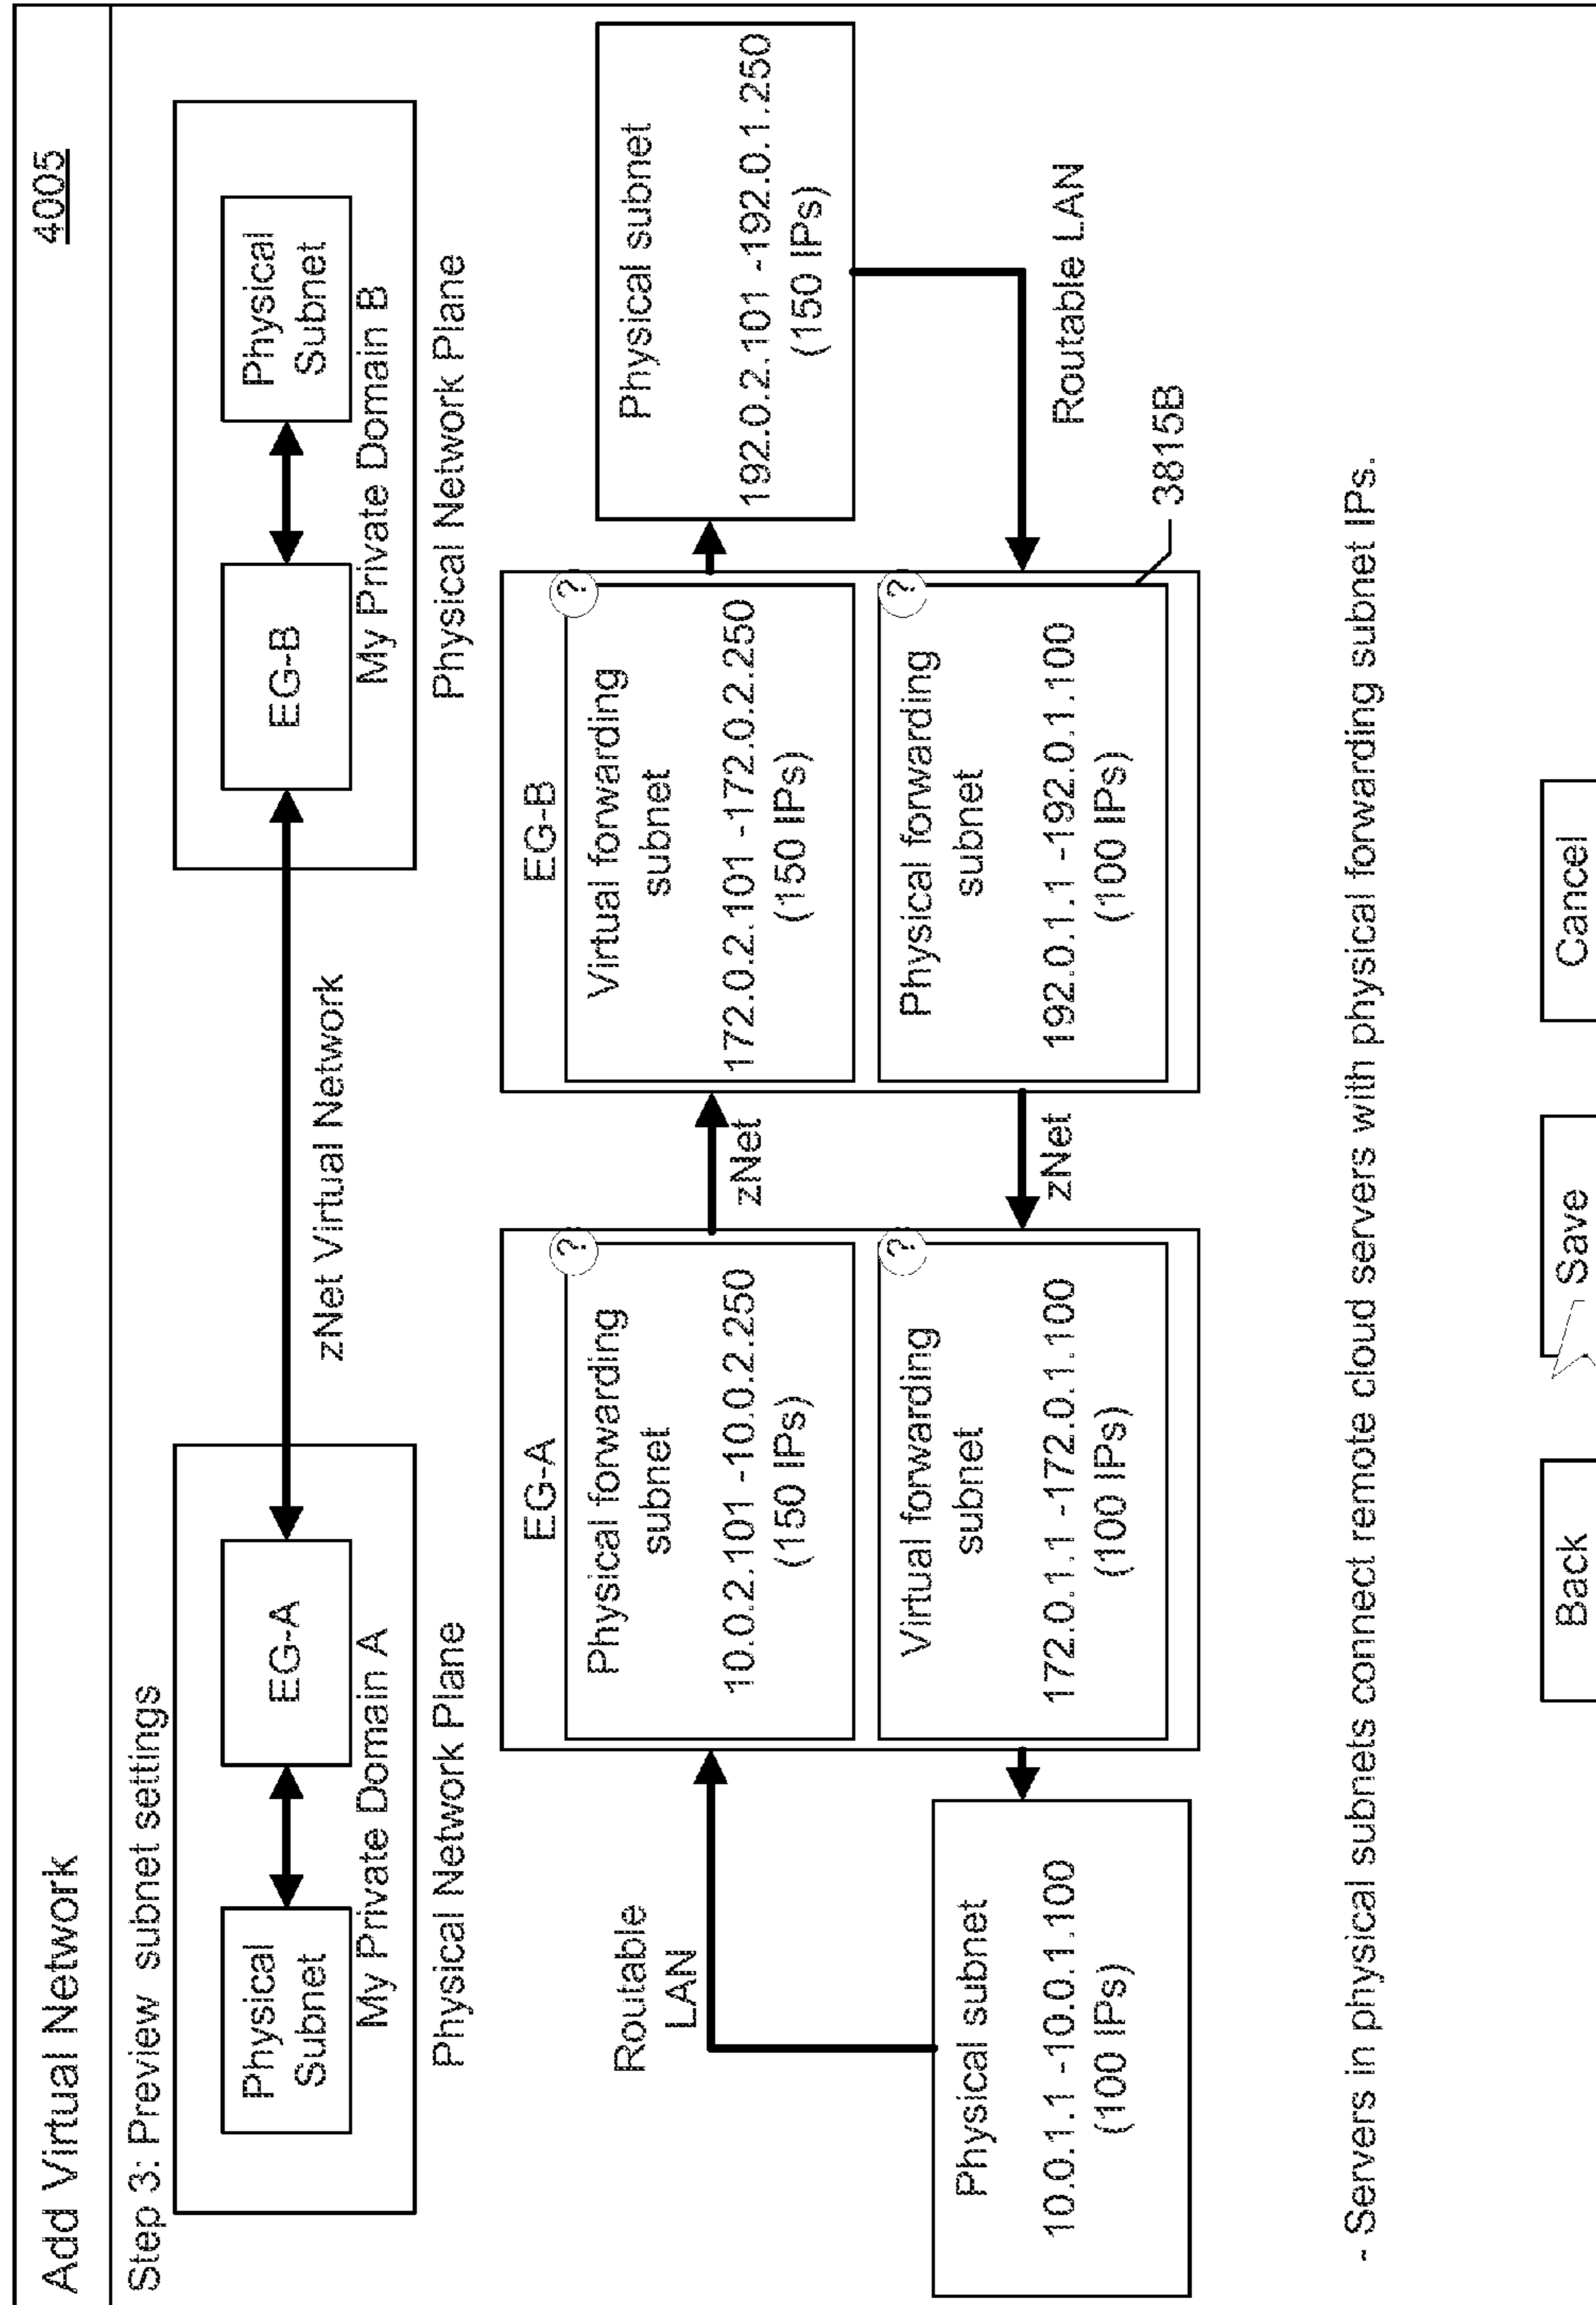 Add Virtual Network
4005
Step 3: Preview subnet settings
Physical
Subnet
EG-A
My Private Domain A
Physical Network Plane
zNet Virtual Network
EG-B
Physical
Subnet
My Private Domain B
Physical Network Plane
Routable
LAN
Physical subnet
10.0.1.1 -10.0.1.100
(100 IPs)
EG-A
?
Physical forwarding
subnet
10.0.2.101 -10.0.2.250
(150 IPs)
?
Virtual forwarding
subnet
172.0.1.1 -172.0.1.100
(100 IPs)
zNet
zNet
EG-B
?
Virtual forwarding
subnet
172.0.2.101 -172.0.2.250
(150 IPs)
?
Physical forwarding
subnet
192.0.1.1 -192.0.1.100
(100 IPs)
Physical subnet
192.0.2.101 -192.0.1.250
(150 IPs)
Routable LAN
3815B
- Servers in physical subnets connect remote cloud servers with physical forwarding subnet IPs.
Back
Save
Cancel